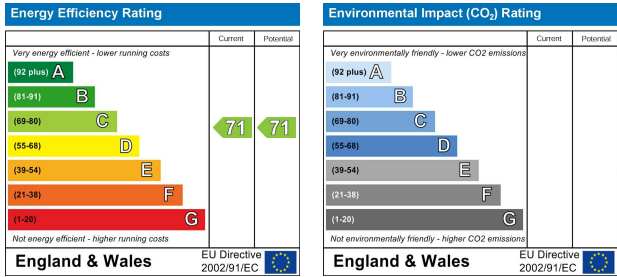 Energy Efficiency Rating
Current Potential
Very energy efficient - lower running costs
(92 plus) A
(81-91) B
(69-80) C 71 71
(55-68) D
(39-54) E
(21-38) F
(1-20) G
Not energy efficient - higher running costs
England & Wales
EU Directive
2002/91/EC
Environmental Impact (CO₂) Rating
Current Potential
Very environmentally friendly - lower CO2 emissions
(92 plus) A
(81-91) B
(69-80) C
(55-68) D
(39-54) E
(21-38) F
(1-20) G
Not environmentally friendly - higher CO2 emissions
England & Wales
EU Directive
2002/91/EC